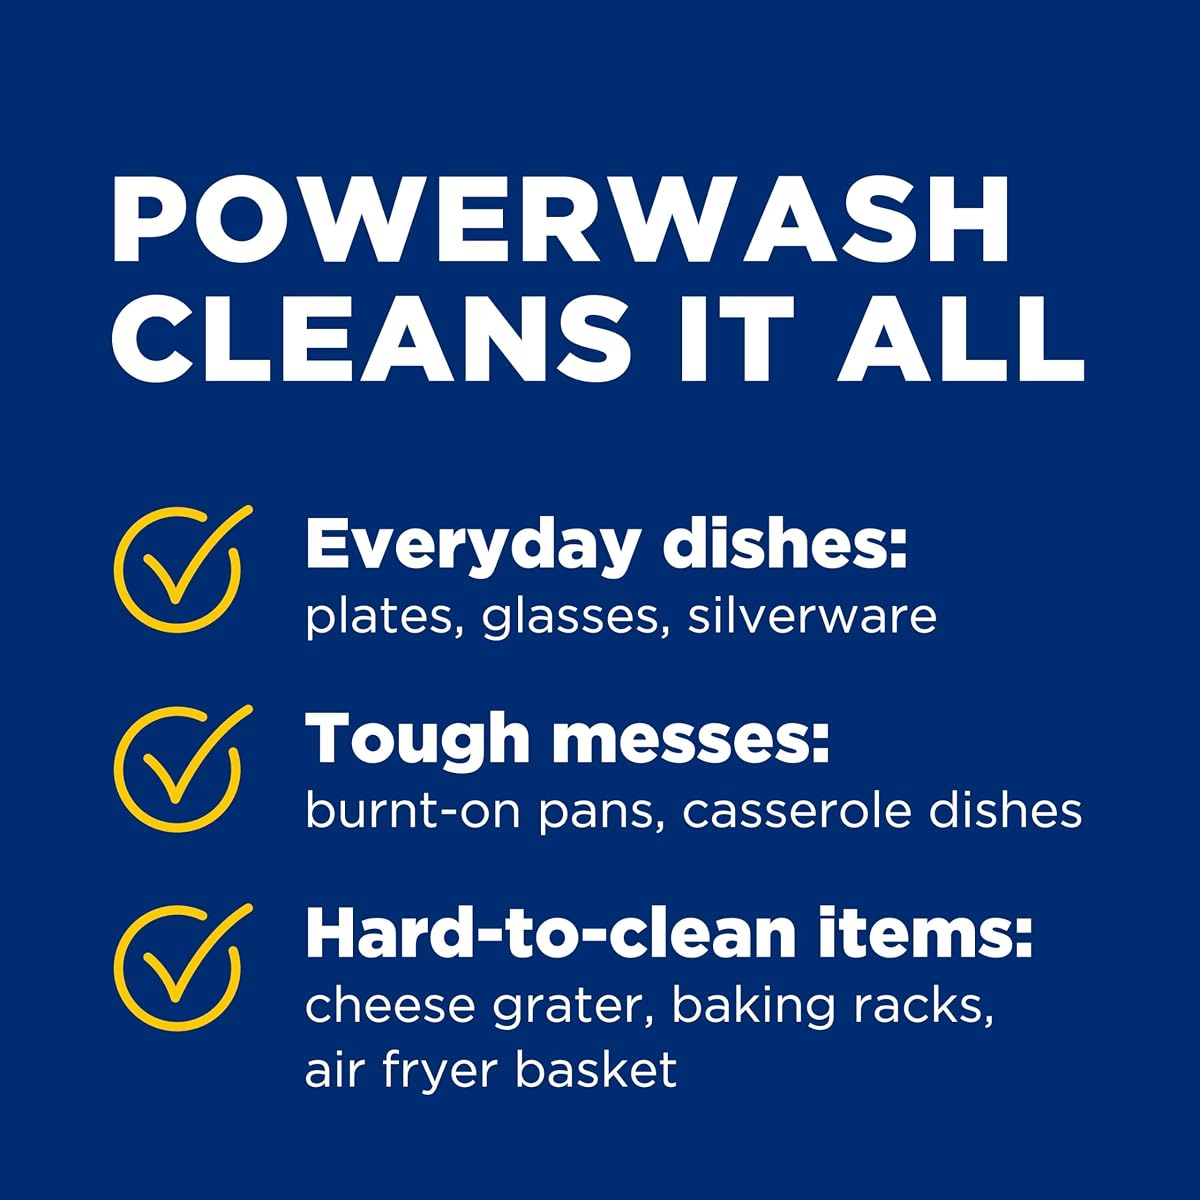 POWERWASH
CLEANS IT ALL
Everyday dishes:
plates, glasses, silverware
Tough messes:
burnt-on pans, casserole dishes
Hard-to-clean items:
cheese grater, baking racks,
air fryer basket